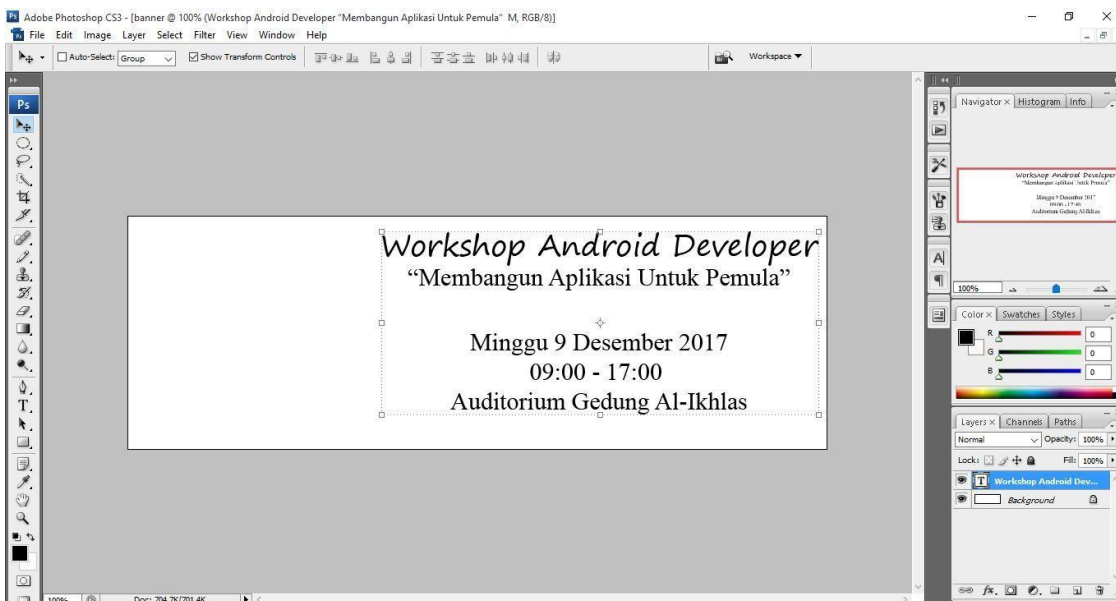 Adobe Photoshop CS3 - [banner @ 100% (Workshop Android Developer "Membangun Aplikasi Untuk Pemula" M, RGB/8)]
File Edit Image Layer Select Filter View Window Help
Auto-Select: Group Show Transform Controls Workspace
Ps
Navigator × Histogram Info
Workshop Android Developer
100%
Color × Swatches Styles
R 0
G 0
B 0
Layers × Channels Paths
Normal Opacity: 100%
Lock: Fill: 100%
T Workshop Android Dev...
Background
Workshop Android Developer
“Membangun Aplikasi Untuk Pemula”
Minggu 9 Desember 2017
09:00 - 17:00
Auditorium Gedung Al-Ikhlas
100% Doc: 704.7K/701.4K